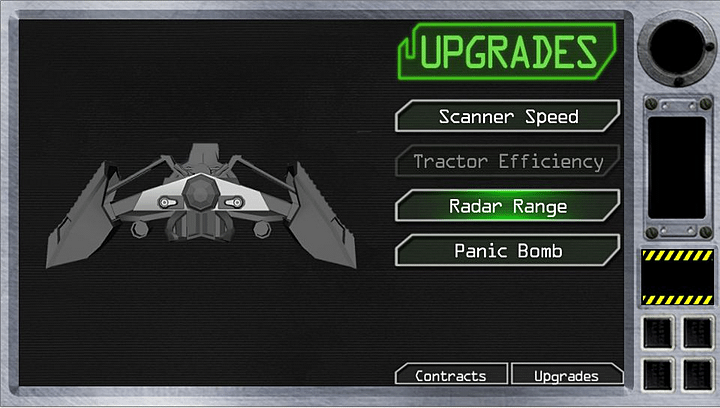 UPGRADES
Scanner Speed
Tractor Efficiency
Radar Range
Panic Bomb
Contracts
Upgrades